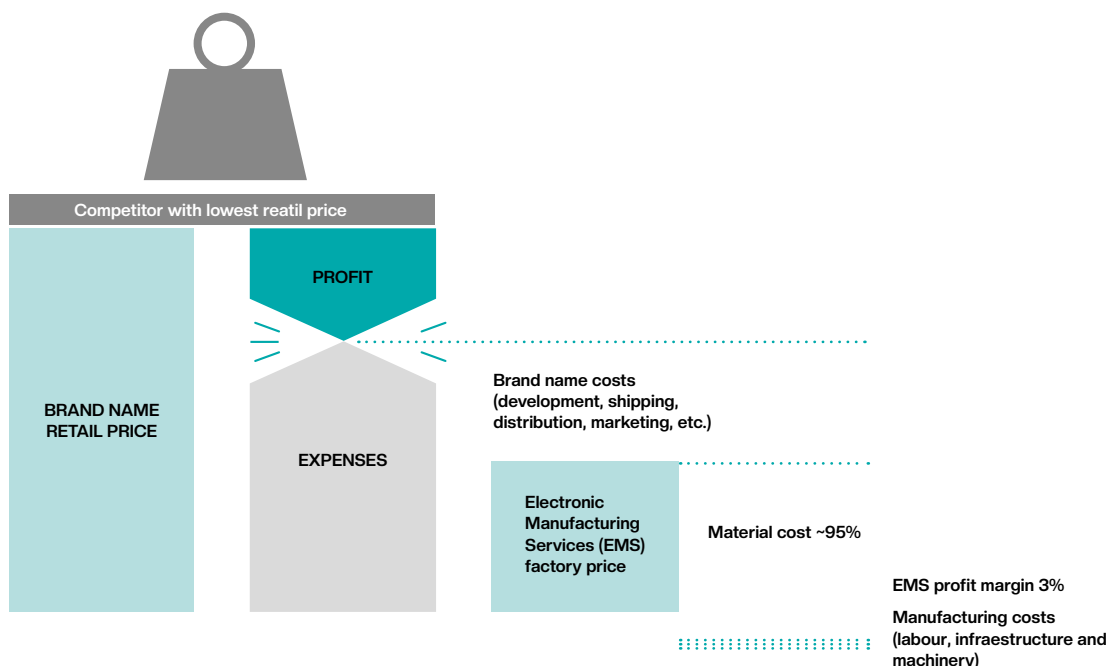 Competitor with lowest reatil price
PROFIT
BRAND NAME
RETAIL PRICE
EXPENSES
Brand name costs
(development, shipping,
distribution, marketing, etc.)
Electronic
Manufacturing
Services (EMS)
factory price
Material cost ~95%
EMS profit margin 3%
Manufacturing costs
(labour, infraestructure and
machinery)